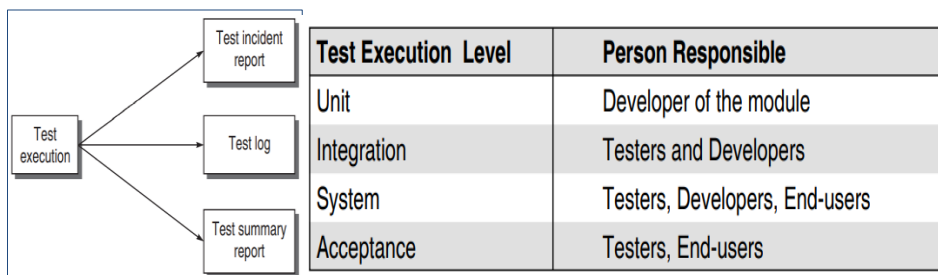 Test incident
report
Test
execution
Test log
Test summary
report
Test Execution Level Person Responsible
Unit Developer of the module
Integration Testers and Developers
System Testers, Developers, End-users
Acceptance Testers, End-users